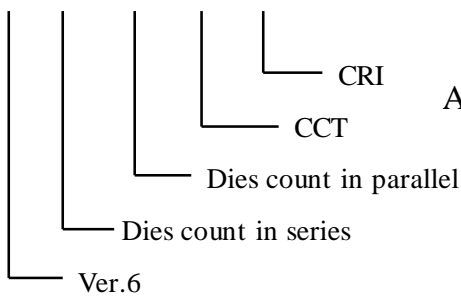 CRI
A
CCT
Dies count in parallel
Dies count in series
Ver.6